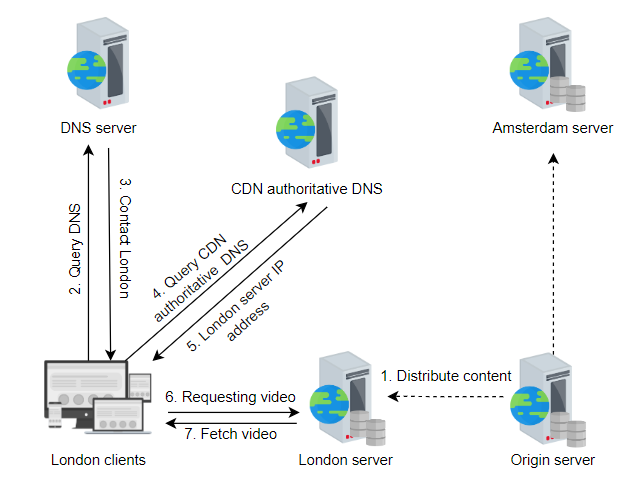 DNS server
Amsterdam server
CDN authoritative DNS
2. Query DNS
3. Contact London
4. Query CDN
authoritative DNS
5. London server IP
address
1. Distribute content
6. Requesting video
7. Fetch video
London clients
London server
Origin server